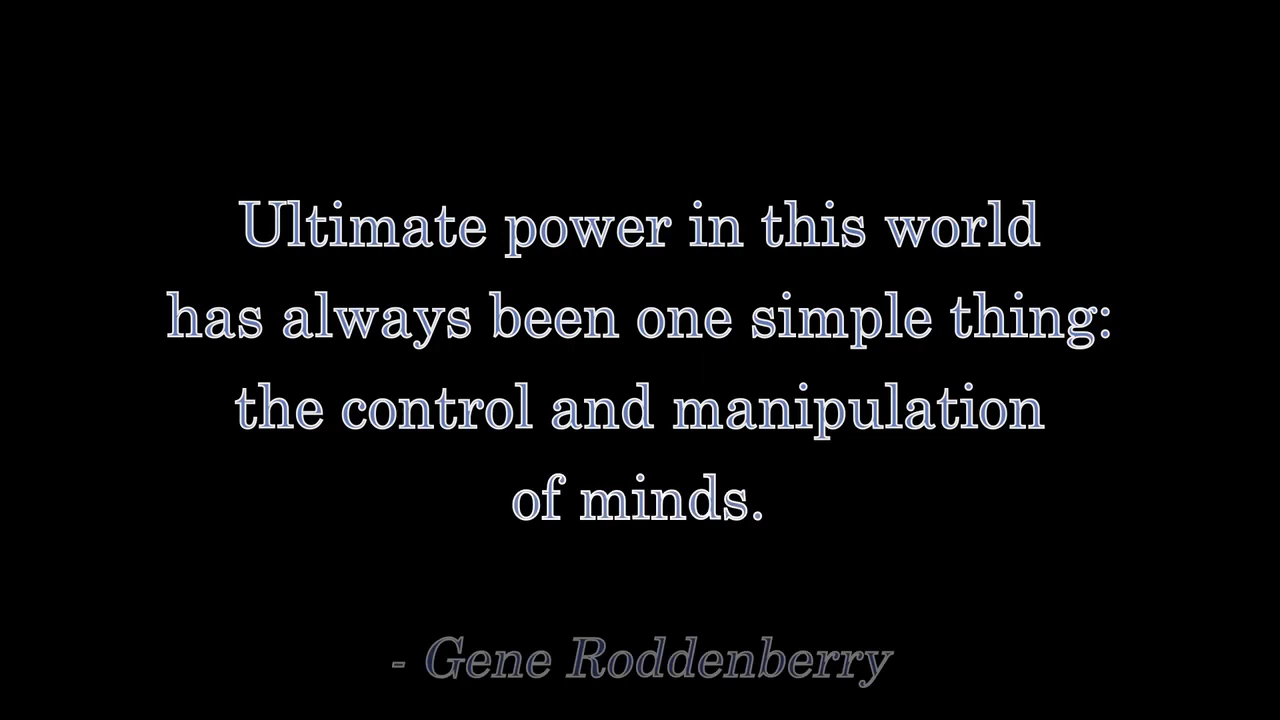 Ultimate power in this world
has always been one simple thing:
the control and manipulation
of minds.
- Gene Roddenberry